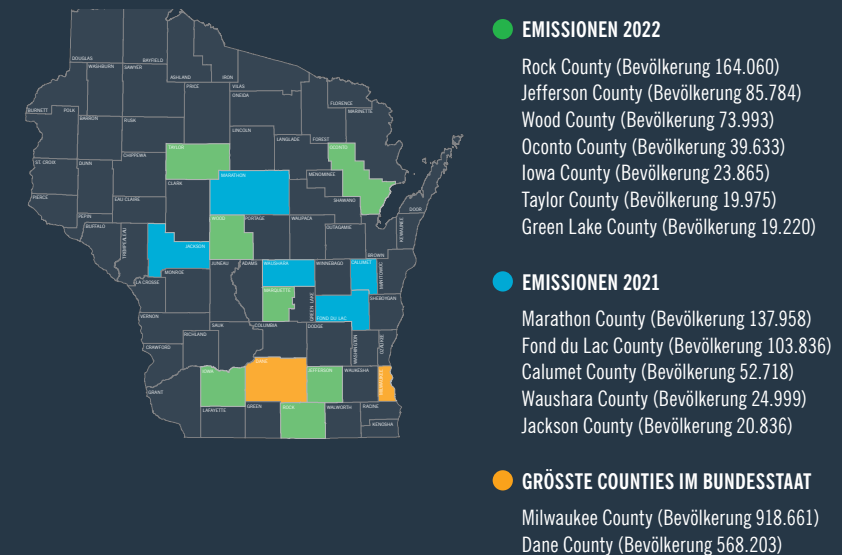 DOUGLAS
BAYFIELD
WASHBURN
SAWYER
ASHLAND
IRON
PRICE
VILAS
ONEIDA
FLORENCE
MARINETTE
BURNETT
POLK
BARRON
RUSK
LINCOLN
LANGLADE
FOREST
OCONTO
TAYLOR
CHIPPEWA
ST. CROIX
DUNN
MARATHON
MENOMINEE
CLARK
SHAWANO
PIERCE
EAU CLAIRE
DOOR
PEPIN
BUFFALO
TREMPEALEAU
WOOD
PORTAGE
WAUPACA
OUTAGAMIE
KEWAUNEE
JACKSON
BROWN
JUNEAU
ADAMS
WAUSHARA
WINNEBAGO
CALUMET
MANITOWOC
MONROE
LA CROSSE
MARQUETTE
GREEN LAKE
SHEBOYGAN
FOND DU LAC
VERNON
SAUK
COLUMBIA
DODGE
RICHLAND
WASHINGTON
OZAUKEE
CRAWFORD
DANE
IOWA
JEFFERSON
WAUKESHA
MILWAUKEE
GRANT
LAFAYETTE
GREEN
ROCK
WALWORTH
RACINE
KENOSHA
EMISSIONEN 2022
Rock County (Bevölkerung 164.060)
Jefferson County (Bevölkerung 85.784)
Wood County (Bevölkerung 73.993)
Oconto County (Bevölkerung 39.633)
Iowa County (Bevölkerung 23.865)
Taylor County (Bevölkerung 19.975)
Green Lake County (Bevölkerung 19.220)
EMISSIONEN 2021
Marathon County (Bevölkerung 137.958)
Fond du Lac County (Bevölkerung 103.836)
Calumet County (Bevölkerung 52.718)
Waushara County (Bevölkerung 24.999)
Jackson County (Bevölkerung 20.836)
GRÖSSTE COUNTIES IM BUNDESSTAAT
Milwaukee County (Bevölkerung 918.661)
Dane County (Bevölkerung 568.203)